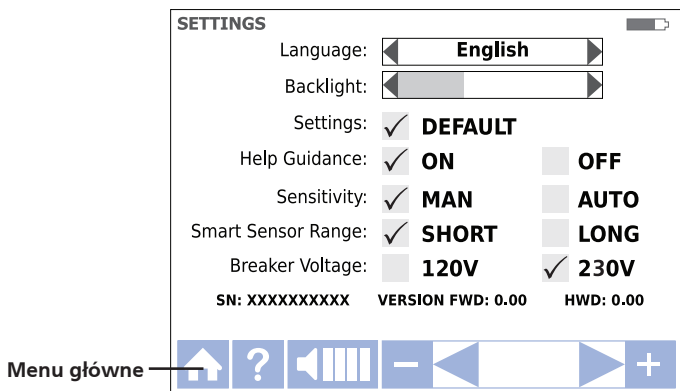 SETTINGS
Language: English
Backlight:
Settings: DEFAULT
Help Guidance: ON OFF
Sensitivity: MAN AUTO
Smart Sensor Range: SHORT LONG
Breaker Voltage: 120V 230V
SN: XXXXXXXXXX VERSION FWD: 0.00 HWD: 0.00
Menu główne ? − +